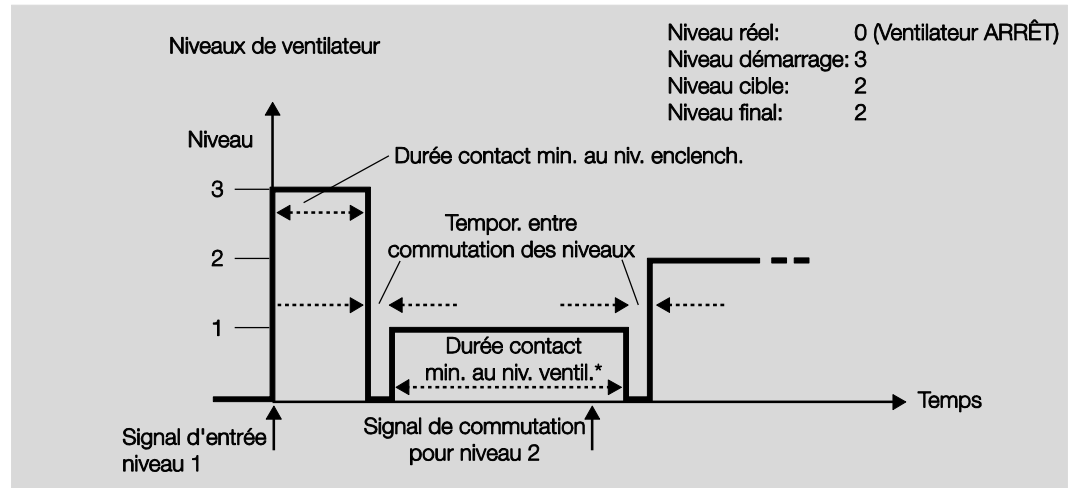 Niveaux de ventilateur
Niveau réel: 0 (Ventilateur ARRÊT)
Niveau démarrage: 3
Niveau cible: 2
Niveau final: 2
Niveau
Durée contact min. au niv. enclench.
3
Tempor. entre
commutation des niveaux
2
1
Durée contact
min. au niv. ventil.*
Temps
Signal d'entrée
niveau 1
Signal de commutation
pour niveau 2